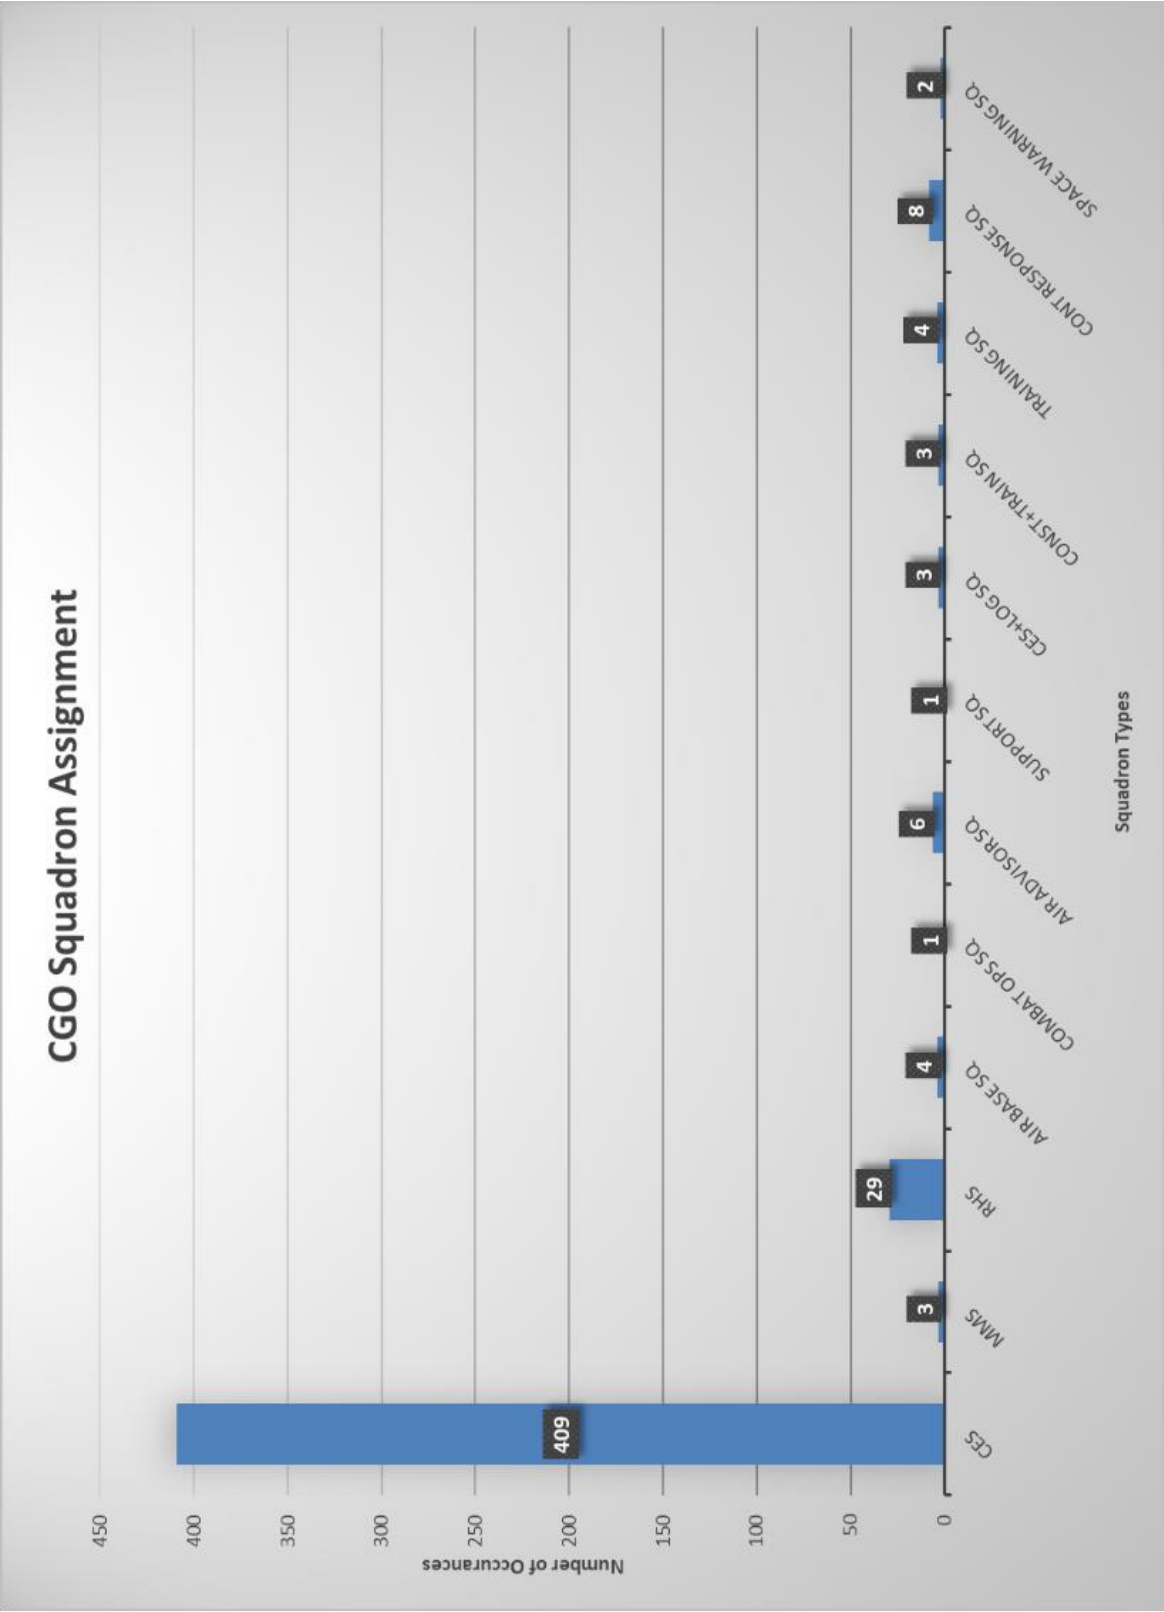 CGO Squadron Assignment
Number of Occurances
450
400
350
300
250
200
150
100
50
0
409
3
29
4
1
6
1
3
3
4
8
2
CES
MMS
RHS
AIR BASE SQ
COMBAT OPS SQ
AIR ADVISOR SQ
SUPPORT SQ
CES+LOG SQ
CONST+TRAIN SQ
TRAINING SQ
CONT RESPONSE SQ
SPACE WARNING SQ
Squadron Types